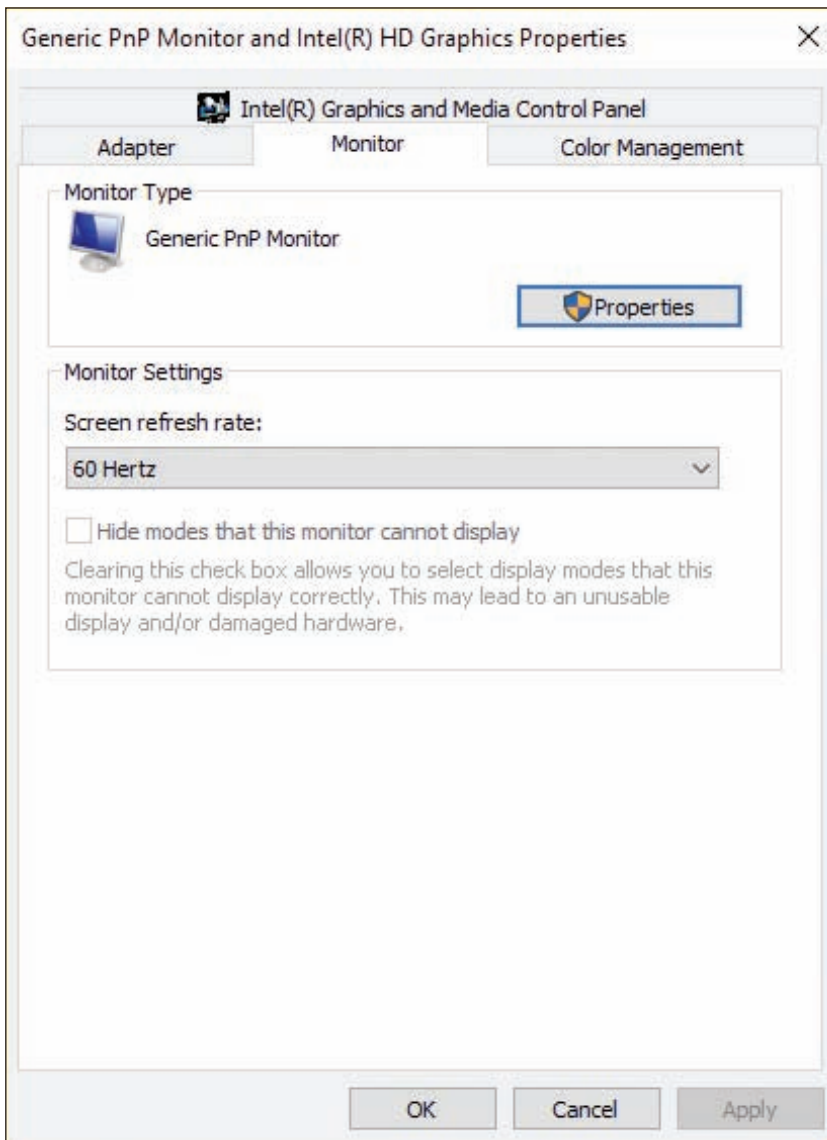 Generic PnP Monitor and Intel(R) HD Graphics Properties
Intel(R) Graphics and Media Control Panel
Adapter Monitor Color Management
Monitor Type
Generic PnP Monitor
Properties
Monitor Settings
Screen refresh rate:
60 Hertz
Hide modes that this monitor cannot display
Clearing this check box allows you to select display modes that this
monitor cannot display correctly. This may lead to an unusable
display and/or damaged hardware.
OK Cancel Apply